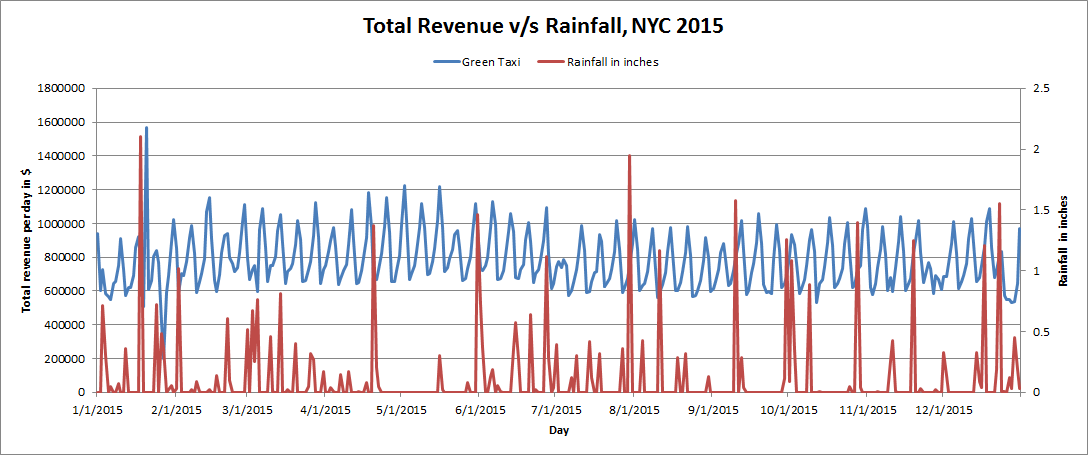 Total Revenue v/s Rainfall, NYC 2015
Green Taxi Rainfall in inches
1800000
1600000
1400000
1200000
1000000
800000
600000
400000
200000
0
Total revenue per day in $
2.5
2
1.5
1
0.5
0
Rainfall in inches
1/1/2015 2/1/2015 3/1/2015 4/1/2015 5/1/2015 6/1/2015 7/1/2015 8/1/2015 9/1/2015 10/1/2015 11/1/2015 12/1/2015
Day